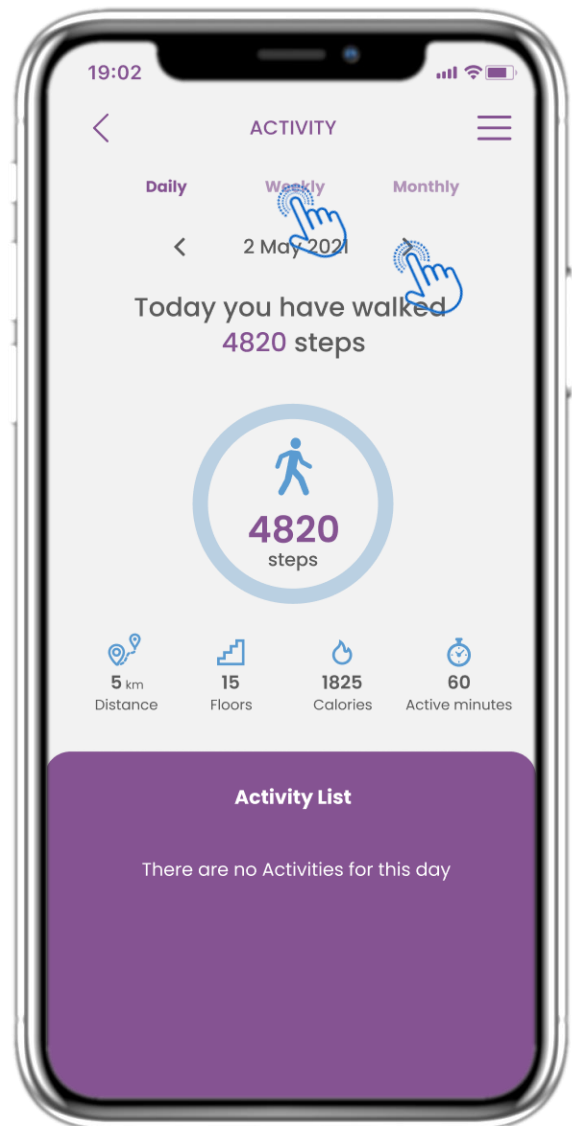 19:02
ACTIVITY
Daily Weekly Monthly
2 May 2021
Today you have walked
4820 steps
4820
steps
5 km 15 1825 60
Distance Floors Calories Active minutes
Activity List
There are no Activities for this day